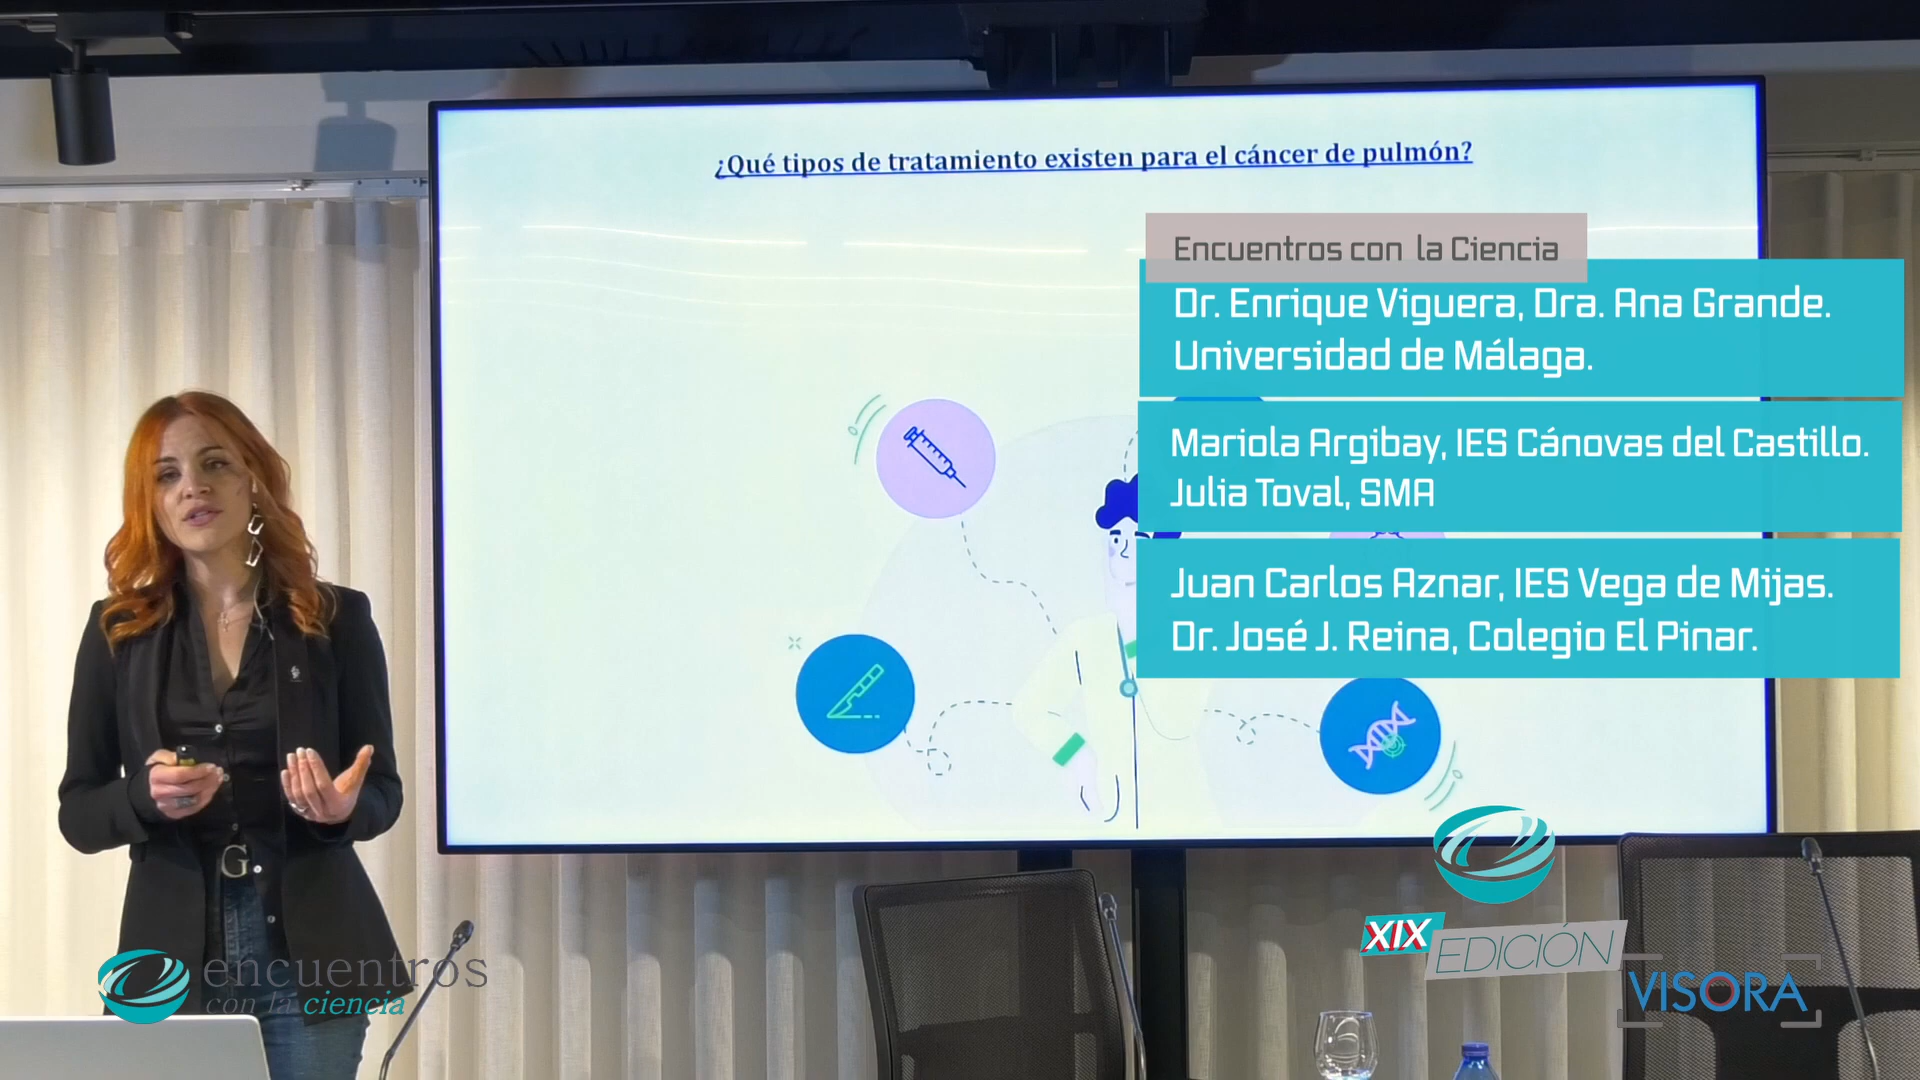 ¿Qué tipos de tratamiento existen para el cáncer de pulmón?
Encuentros con la Ciencia
Dr. Enrique Viguera, Dra. Ana Grande.
Universidad de Málaga.
Mariola Argibay, IES Cánovas del Castillo.
Julia Toval, SMA
Juan Carlos Aznar, IES Vega de Mijas.
Dr. José J. Reina, Colegio El Pinar.
G
XIX EDICIÓN
encuentros
con la ciencia
VISORA